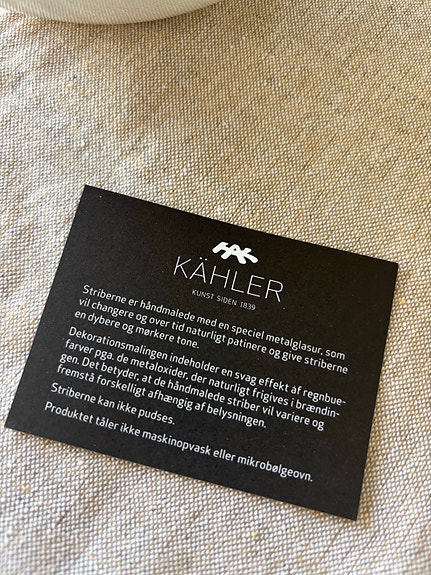 HAK
KÄHLER
KUNST SIDEN 1839
Striberne er håndmalede med en speciel metalglasur, som
vil changere og over tid naturligt patinere og give striberne
en dybere og mørkere tone.
Dekorationsmalingen indeholder en svag effekt af regnbue-
farver pga. de metaloxider, der naturligt frigives i brændin-
gen. Det betyder, at de håndmalede striber vil variere og
fremstå forskelligt afhængig af belysningen.
Striberne kan ikke pudses.
Produktet tåler ikke maskinopvask eller mikrobølgeovn.